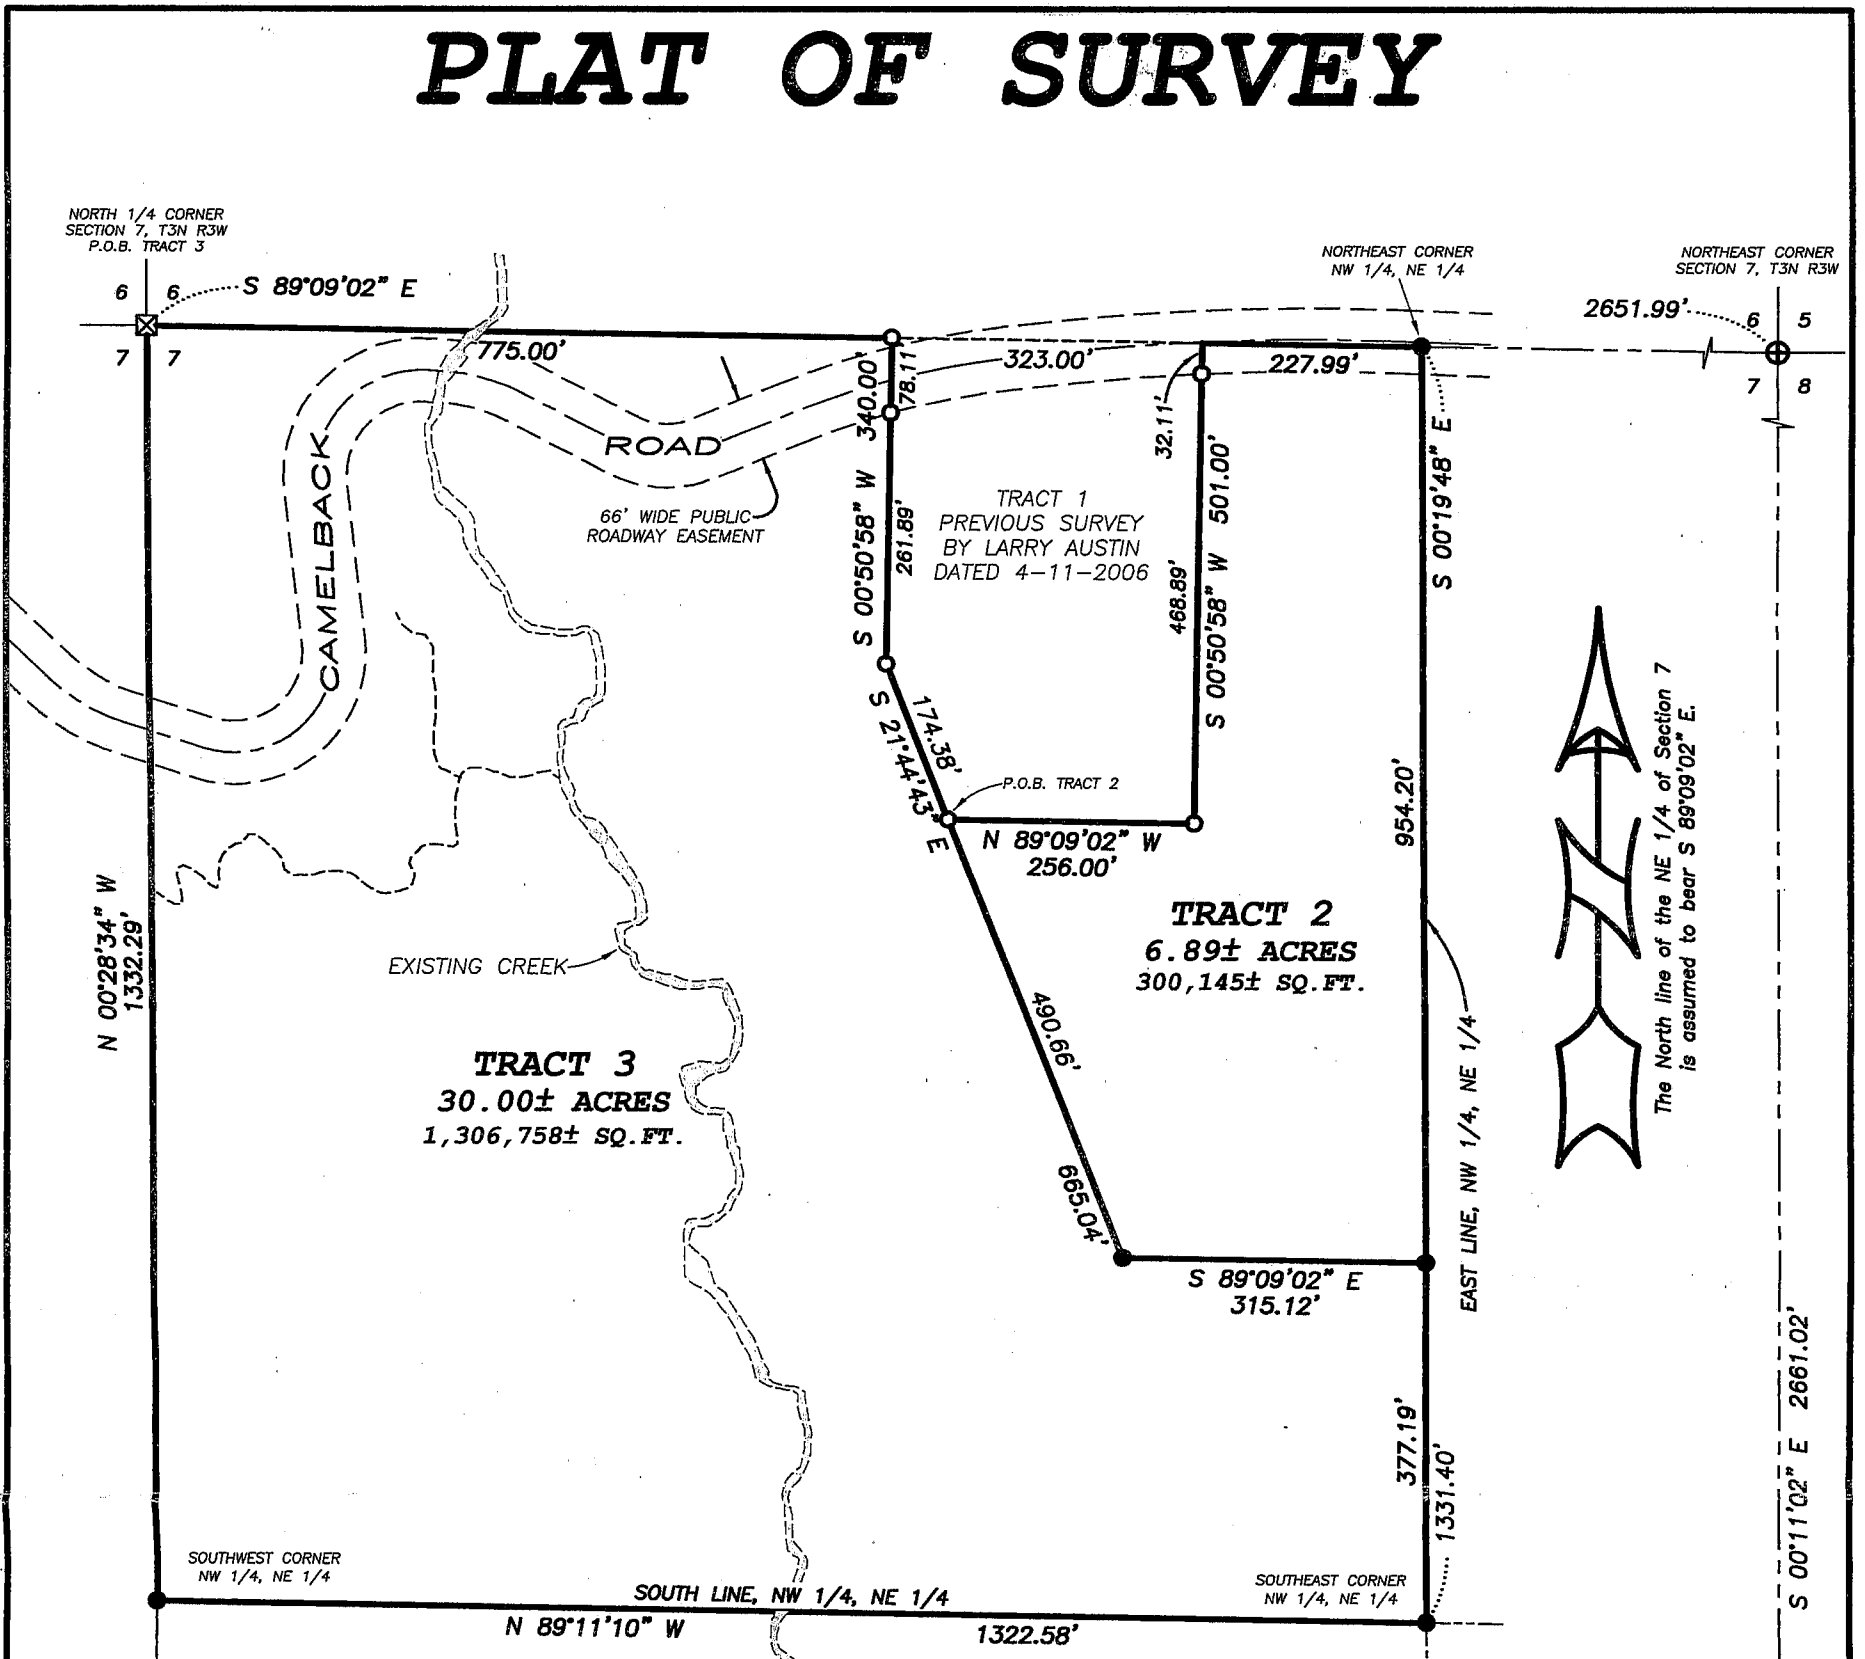 PLAT OF SURVEY
NORTH 1/4 CORNER
SECTION 7, T3N R3W
P.O.B. TRACT 3
6
6
7
7
S 89°09'02" E
775.00'
323.00'
227.99'
NORTHEAST CORNER
NW 1/4, NE 1/4
NORTHEAST CORNER
SECTION 7, T3N R3W
2651.99'
6
5
7
8
CAMELBACK
ROAD
66' WIDE PUBLIC
ROADWAY EASEMENT
S 00°50'58" W 340.00'
78.11'
261.89'
TRACT 1
PREVIOUS SURVEY
BY LARRY AUSTIN
DATED 4-11-2006
32.11'
468.89'
S 00°50'58" W 501.00'
S 00°19'48" E
174.38'
S 21°44'43" E
P.O.B. TRACT 2
N 89°09'02" W
256.00'
954.20'
TRACT 2
6.89± ACRES
300,145± SQ.FT.
The North line of the NE 1/4 of Section 7
is assumed to bear S 89°09'02" E.
N 00°28'34" W
1332.29'
EXISTING CREEK
490.66'
665.04'
TRACT 3
30.00± ACRES
1,306,758± SQ.FT.
EAST LINE, NW 1/4, NE 1/4
S 89°09'02" E
315.12'
377.19'
1331.40'
S 00°11'02" E 2661.02'
SOUTHWEST CORNER
NW 1/4, NE 1/4
SOUTH LINE, NW 1/4, NE 1/4
N 89°11'10" W
1322.58'
SOUTHEAST CORNER
NW 1/4, NE 1/4